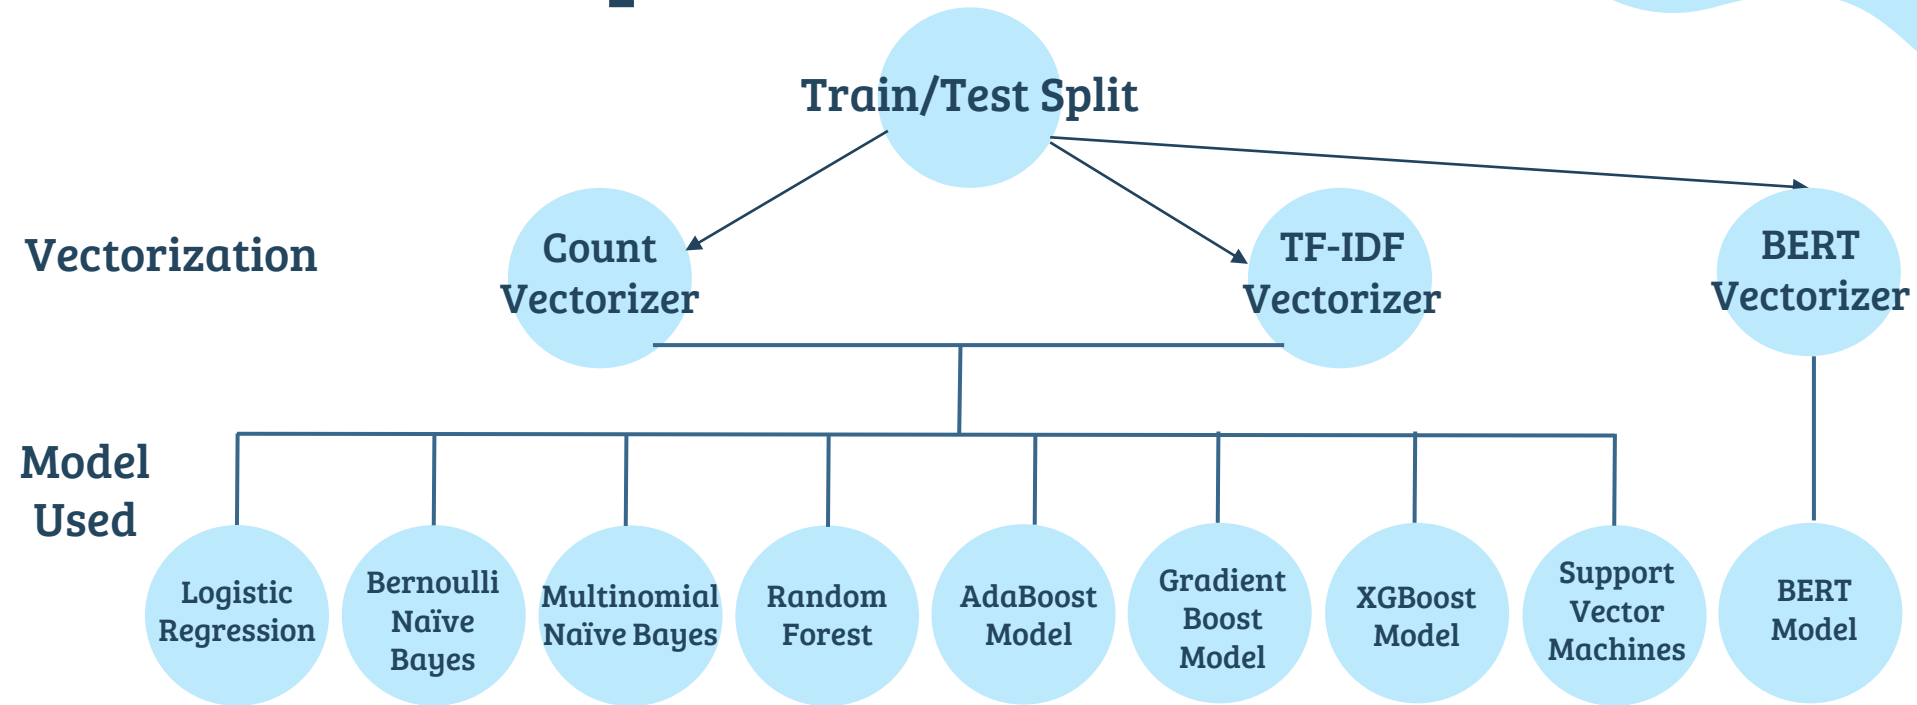 Train/Test Split
Vectorization
Count
Vectorizer
TF-IDF
Vectorizer
BERT
Vectorizer
Model
Used
Logistic
Regression
Bernoulli
Naïve
Bayes
Multinomial
Naïve Bayes
Random
Forest
AdaBoost
Model
Gradient
Boost
Model
XGBoost
Model
Support
Vector
Machines
BERT
Model